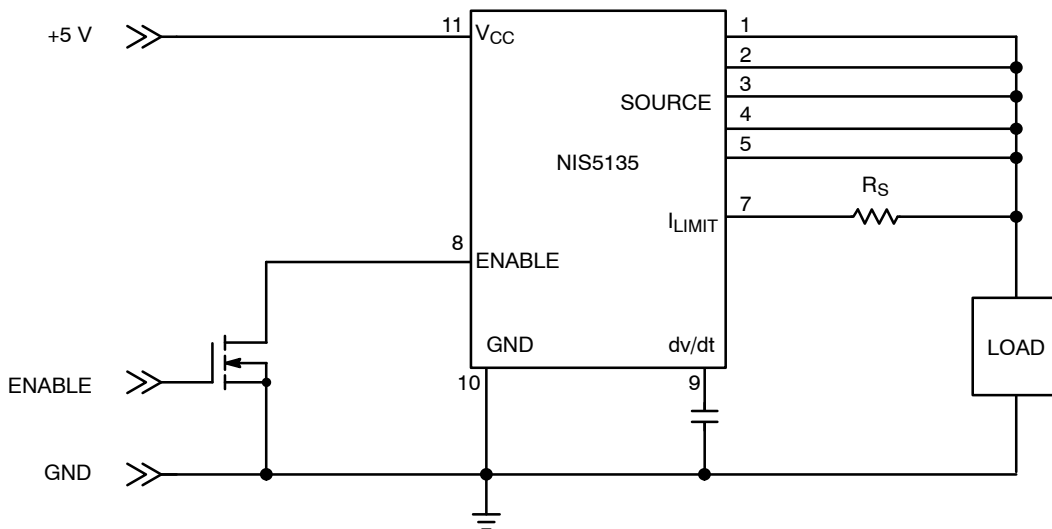 +5 V
11
V_CC
1
2
SOURCE
3
4
5
NIS5135
R_S
7
I_LIMIT
8
ENABLE
GND
dv/dt
LOAD
ENABLE
10
9
GND